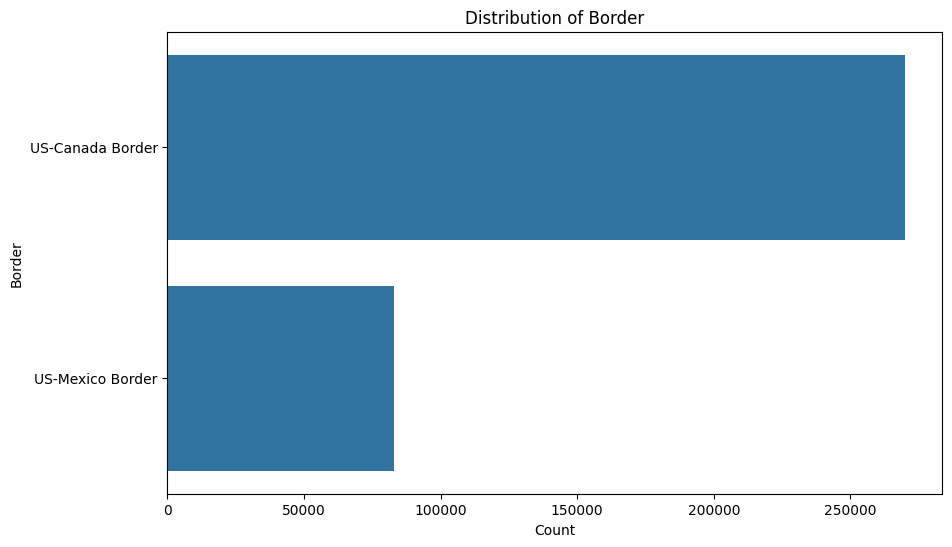 Distribution of Border
US-Canada Border
US-Mexico Border
Border
0 50000 100000 150000 200000 250000
Count